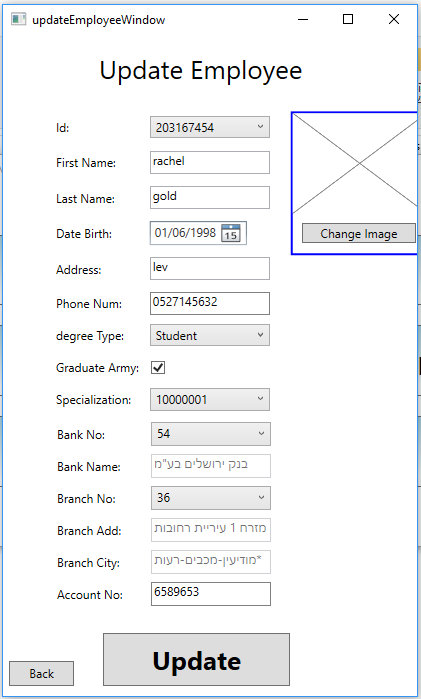 updateEmployeeWindow
Update Employee
Id: 203167454
First Name: rachel
Last Name: gold
Date Birth: 01/06/1998 15
Change Image
Address: lev
Phone Num: 0527145632
degree Type: Student
Graduate Army:
Specialization: 10000001
Bank No: 54
Bank Name: בנק ירושלים בע"מ
Branch No: 36
Branch Add: מזרח 1 עיריית רחובות
Branch City: מודיעין-מכבים-רעות*
Account No: 6589653
Update
Back